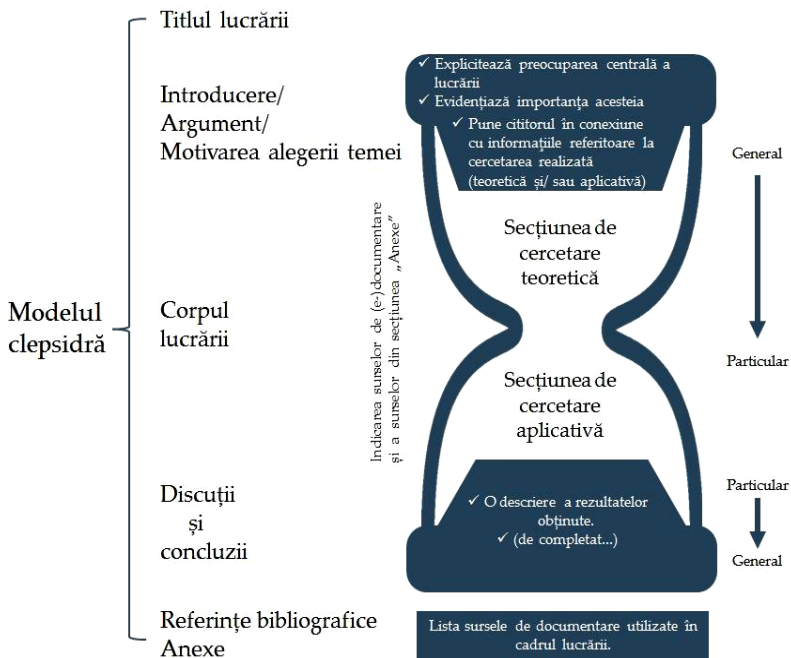 Titlul lucrării
Introducere/
Argument/
Motivarea alegerii temei
✓ Explicitează preocuparea centrală a
lucrării
✓ Evidențiază importanța acesteia
✓ Pune cititorul în conexiune
cu informațiile referitoare la
cercetarea realizată
(teoretică și/ sau aplicativă)
General
Indicarea surselor de (e-)documentare
și a surselor din secțiunea „Anexe”
Secțiunea de
cercetare
teoretică
Modelul
clepsidră
Corpul
lucrării
Particular
Secțiunea de
cercetare
aplicativă
Discuții
și
concluzii
✓ O descriere a rezultatelor
obținute.
✓ (de completat...)
Particular
General
Referințe bibliografice
Anexe
Lista sursele de documentare utilizate în
cadrul lucrării.